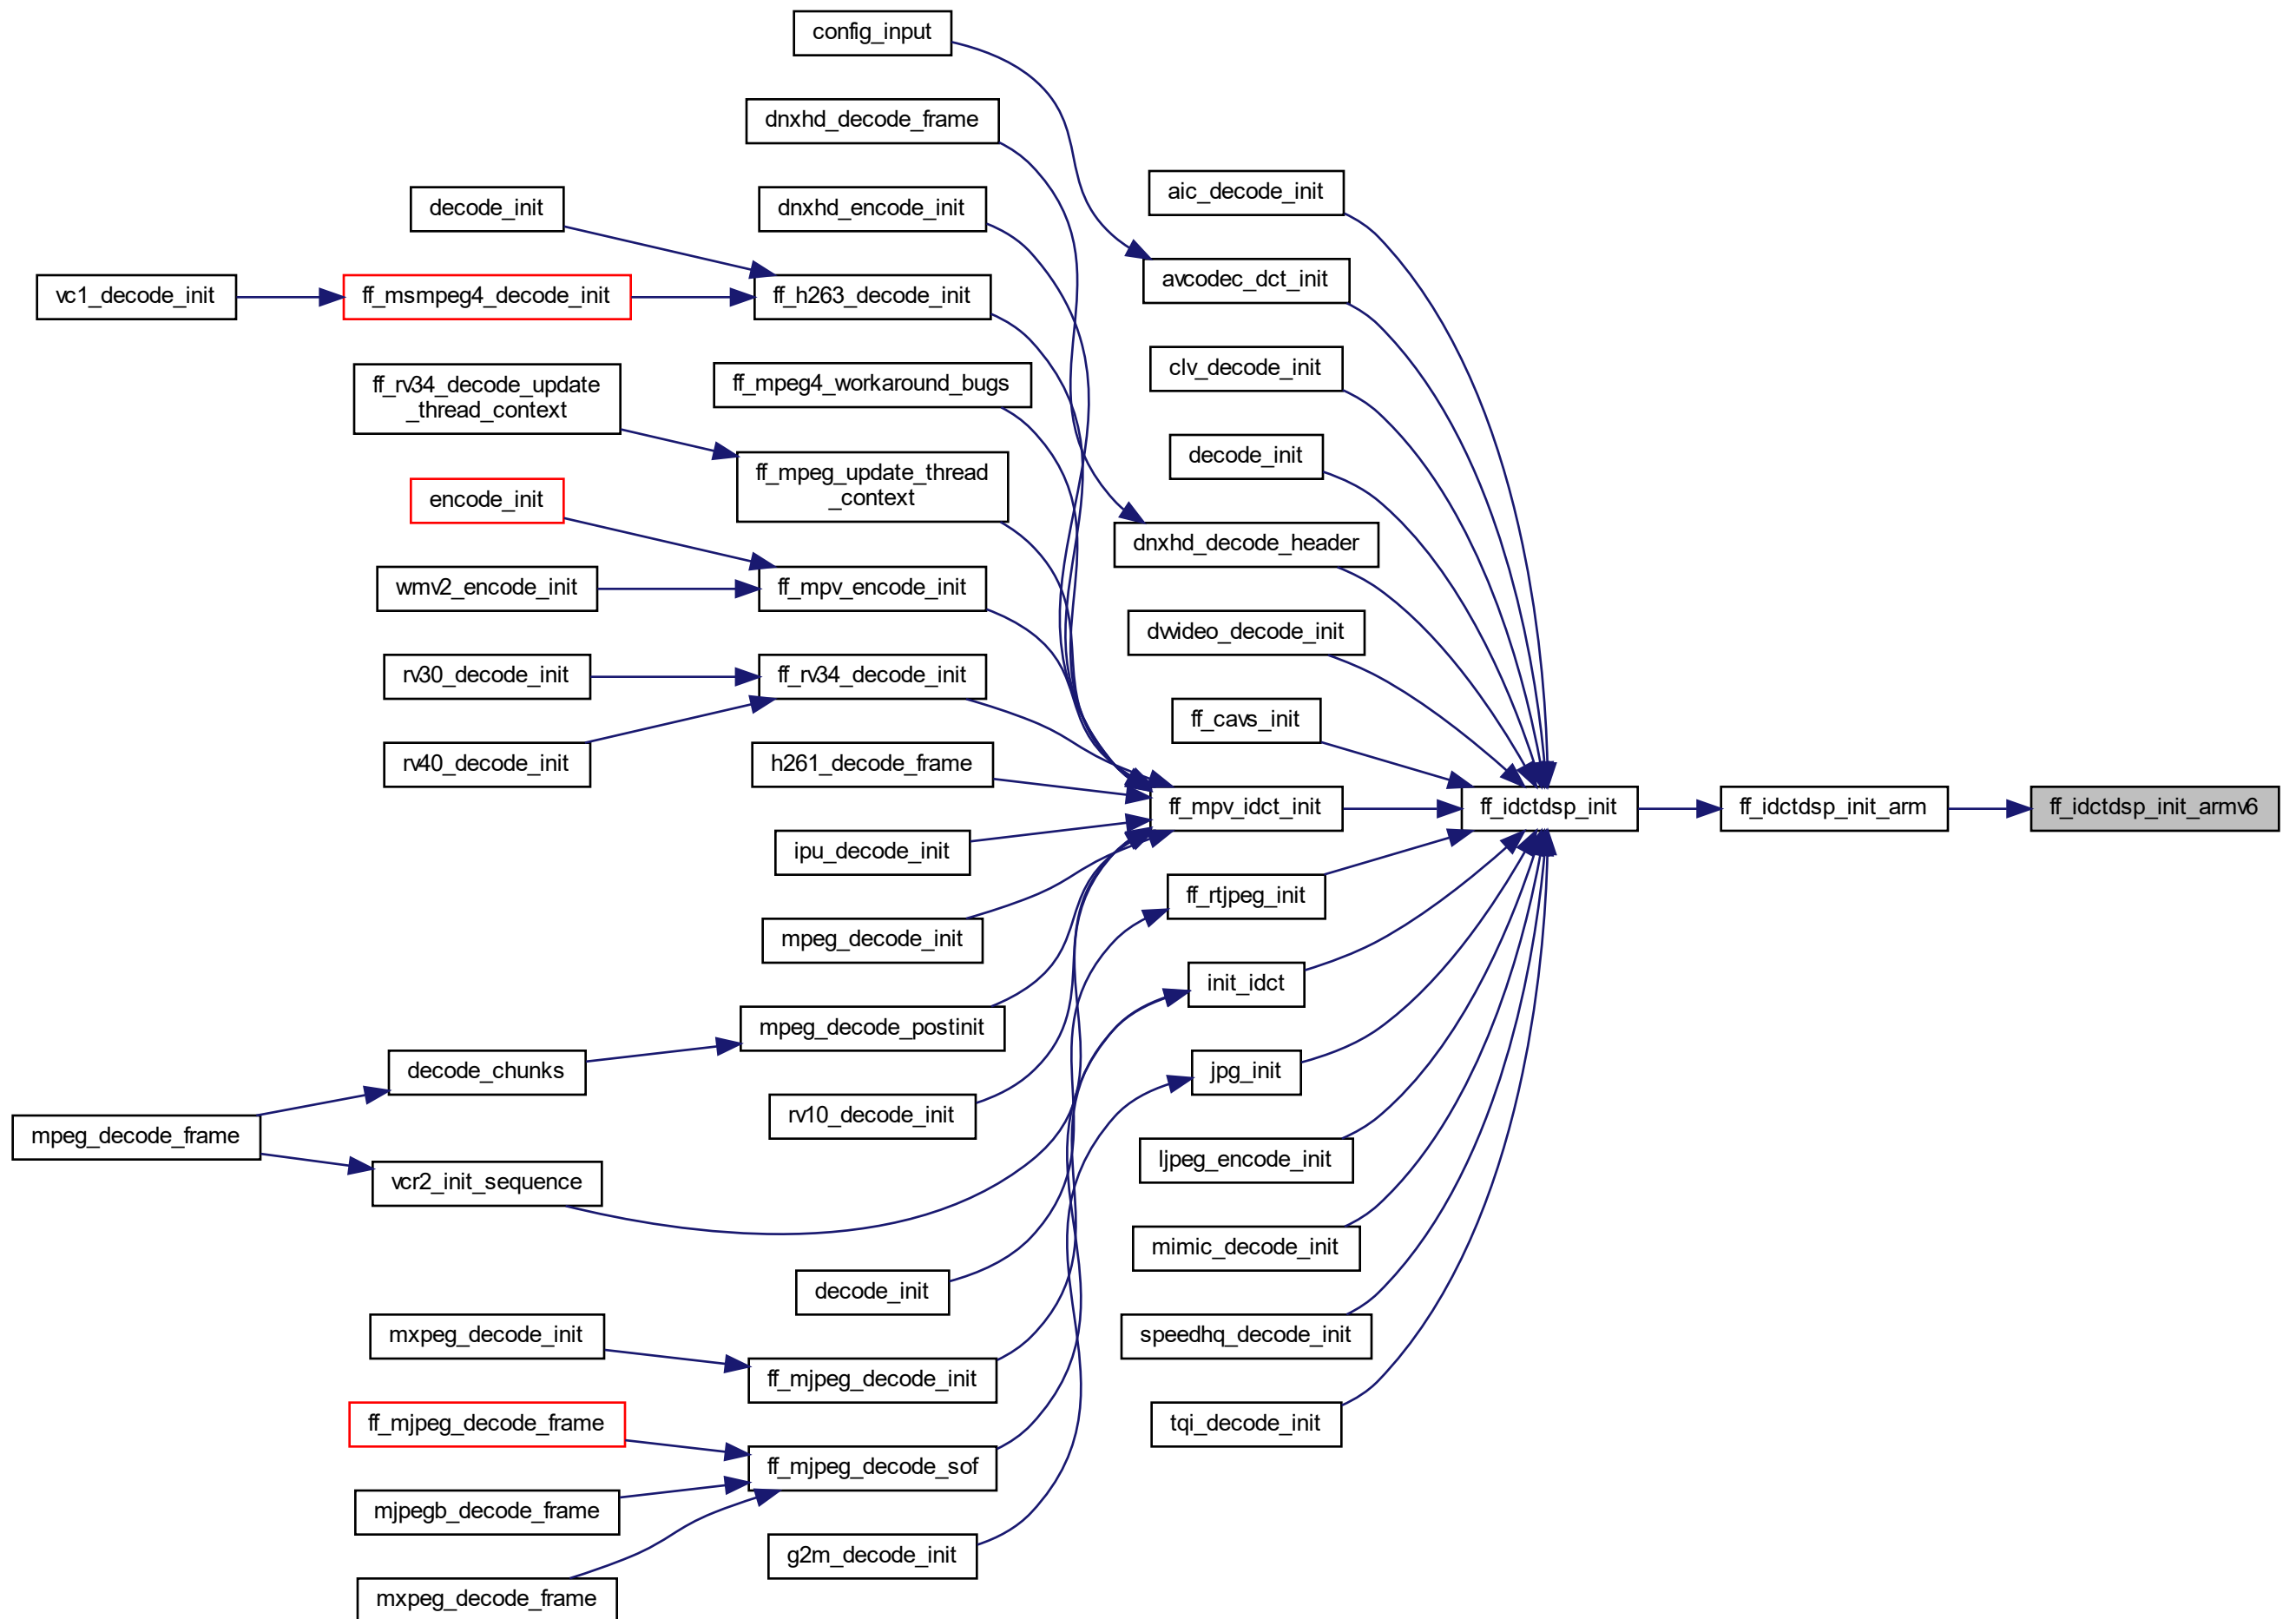 config_input
dnxhd_decode_frame
aic_decode_init
decode_init
dnxhd_encode_init
avcodec_dct_init
vc1_decode_init
ff_msmpeg4_decode_init
ff_h263_decode_init
clv_decode_init
ff_rv34_decode_update
_thread_context
ff_mpeg4_workaround_bugs
decode_init
ff_mpeg_update_thread
_context
encode_init
dnxhd_decode_header
wmv2_encode_init
ff_mpv_encode_init
dvvideo_decode_init
rv30_decode_init
ff_rv34_decode_init
ff_cavs_init
rv40_decode_init
h261_decode_frame
ff_mpv_idct_init
ff_idctdsp_init
ff_idctdsp_init_arm
ff_idctdsp_init_armv6
ipu_decode_init
ff_rtjpeg_init
mpeg_decode_init
init_idct
mpeg_decode_postinit
decode_chunks
jpg_init
rv10_decode_init
mpeg_decode_frame
ljpeg_encode_init
vcr2_init_sequence
mimic_decode_init
decode_init
mxpeg_decode_init
speedhq_decode_init
ff_mjpeg_decode_init
ff_mjpeg_decode_frame
tqi_decode_init
ff_mjpeg_decode_sof
mjpegb_decode_frame
g2m_decode_init
mxpeg_decode_frame